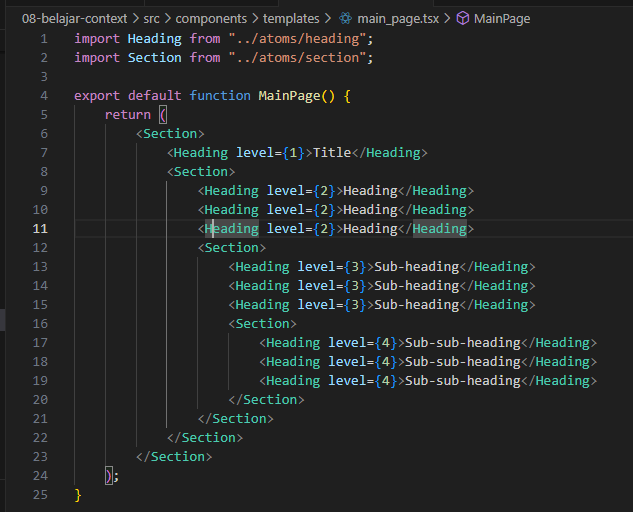 08-belajar-context > src > components > templates > main_page.tsx > MainPage
1 import Heading from "../atoms/heading";
2 import Section from "../atoms/section";
3
4 export default function MainPage() {
5     return (
6         <Section>
7             <Heading level={1}>Title</Heading>
8             <Section>
9                 <Heading level={2}>Heading</Heading>
10                 <Heading level={2}>Heading</Heading>
11                 <Heading level={2}>Heading</Heading>
12                 <Section>
13                     <Heading level={3}>Sub-heading</Heading>
14                     <Heading level={3}>Sub-heading</Heading>
15                     <Heading level={3}>Sub-heading</Heading>
16                     <Section>
17                         <Heading level={4}>Sub-sub-heading</Heading>
18                         <Heading level={4}>Sub-sub-heading</Heading>
19                         <Heading level={4}>Sub-sub-heading</Heading>
20                     </Section>
21                 </Section>
22             </Section>
23         </Section>
24     );
25 }